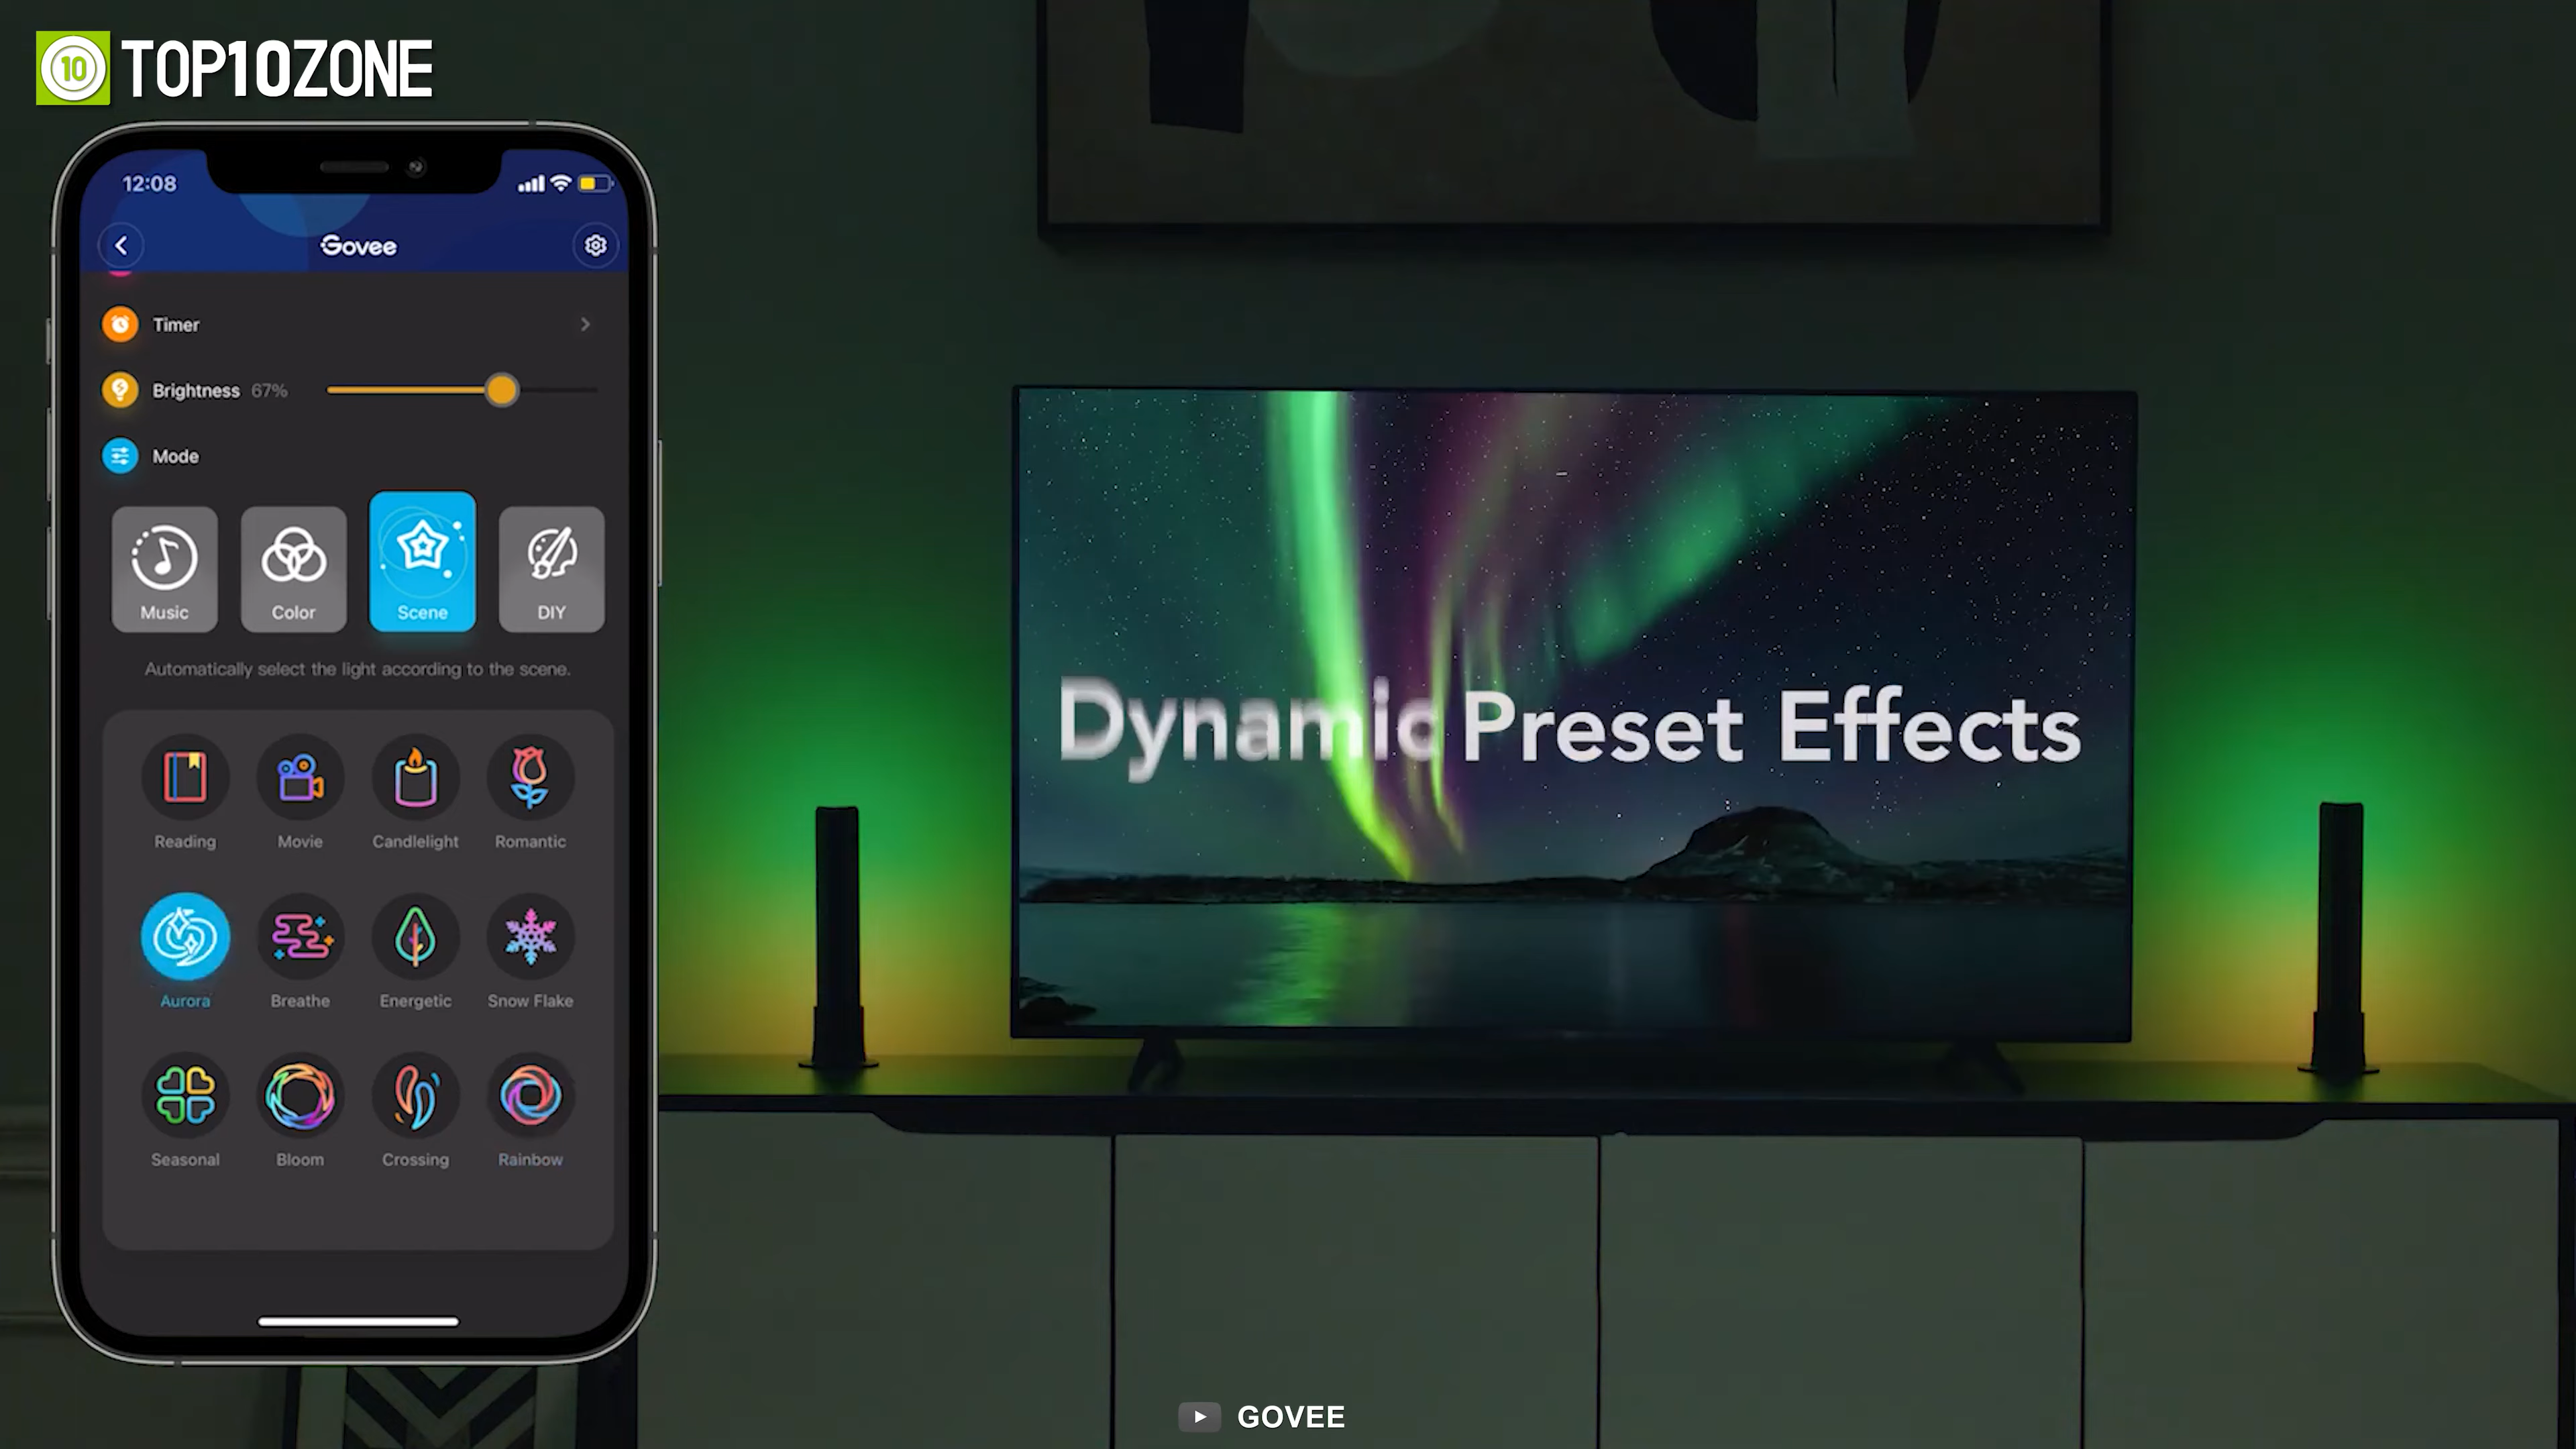 10 TOP10ZONE
12:08
Govee
Timer
Brightness 67%
Mode
Music Color Scene DIY
Automatically select the light according to the scene.
Reading Movie Candlelight Romantic
Aurora Breathe Energetic Snow Flake
Seasonal Bloom Crossing Rainbow
Dynamic Preset Effects
GOVEE